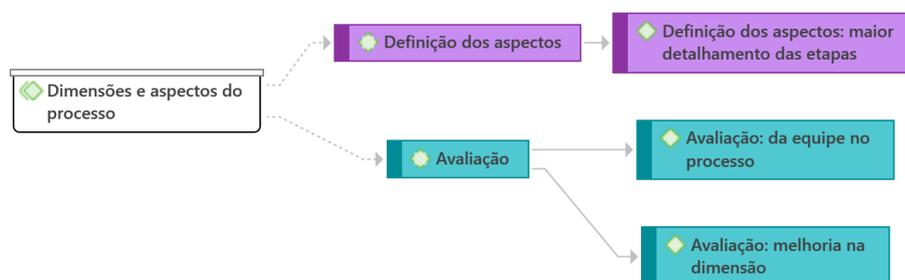 Definição dos aspectos
Definição dos aspectos: maior
detalhamento das etapas
Dimensões e aspectos do
processo
Avaliação
Avaliação: da equipe no
processo
Avaliação: melhoria na
dimensão